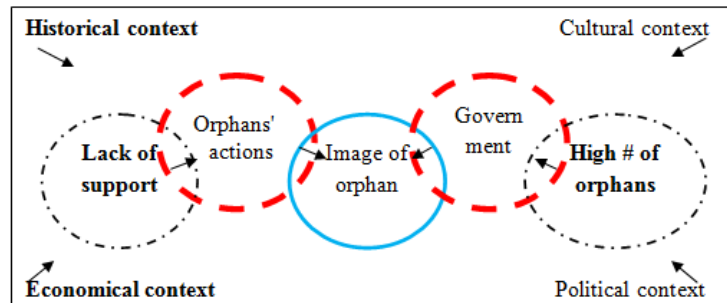 Historical context
Cultural context
Orphans'
actions
Govern
ment
Lack of
support
Image of
orphan
High # of
orphans
Economical context
Political context